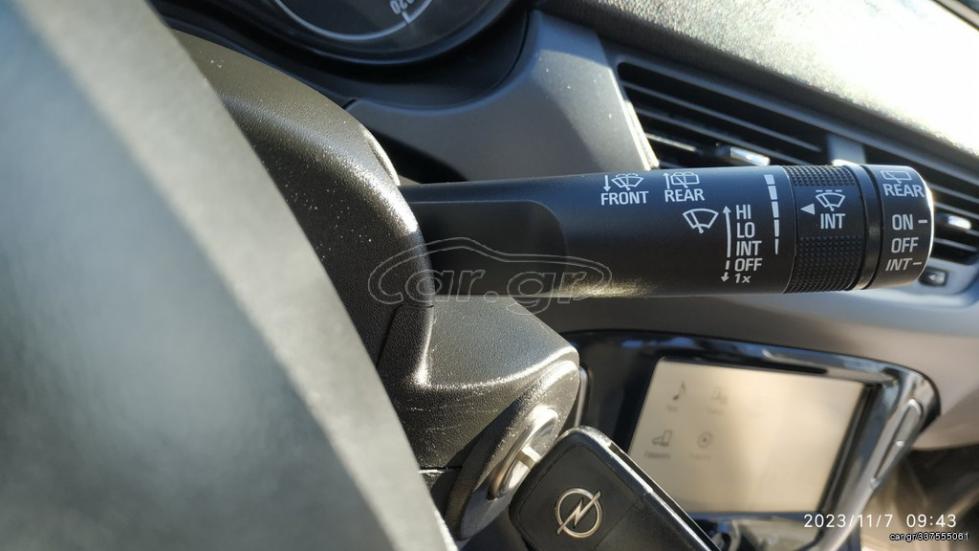 220
FRONT
REAR
HI
LO
INT
OFF
1x
INT
REAR
ON
OFF
INT
car.gr
2023/11/7 09:43
car.gr/337555061